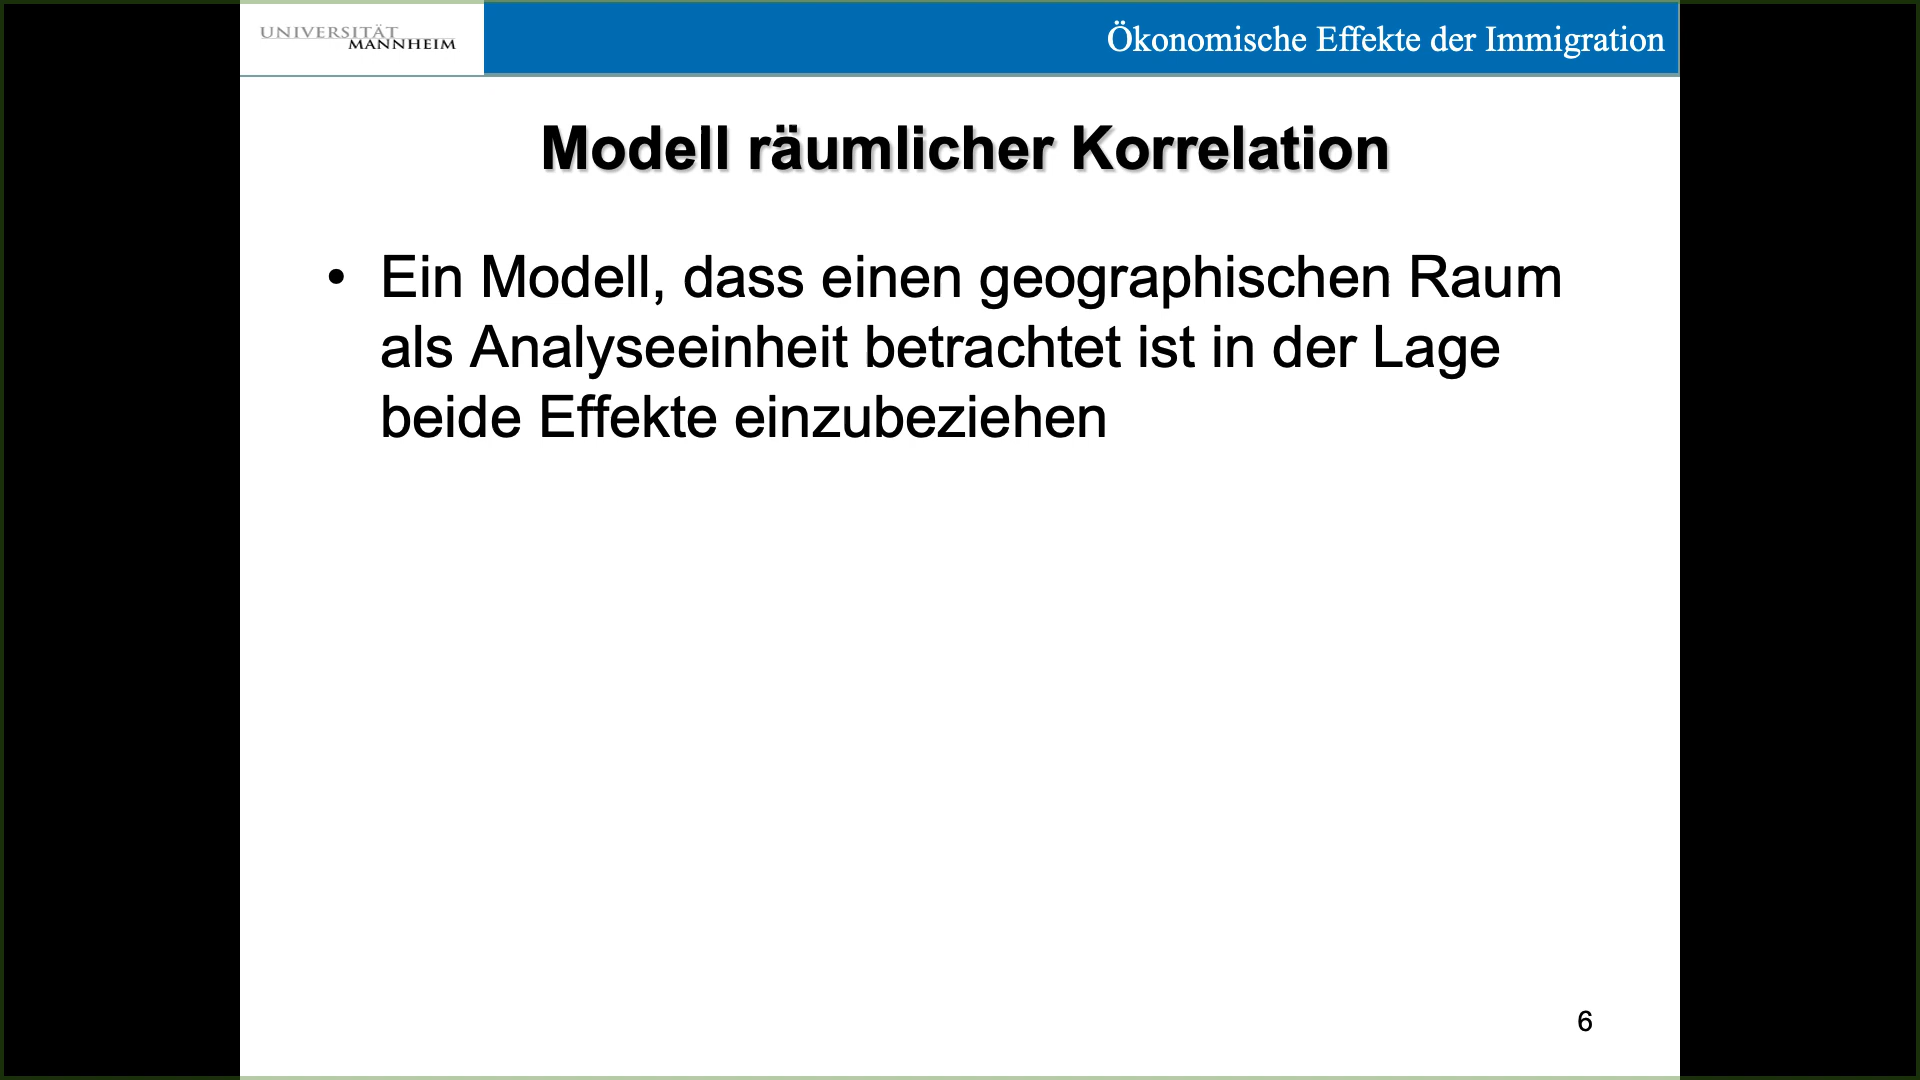 UNIVERSITÄT
MANNHEIM
Ökonomische Effekte der Immigration
Modell räumlicher Korrelation
• Ein Modell, dass einen geographischen Raum
als Analyseeinheit betrachtet ist in der Lage
beide Effekte einzubeziehen
6